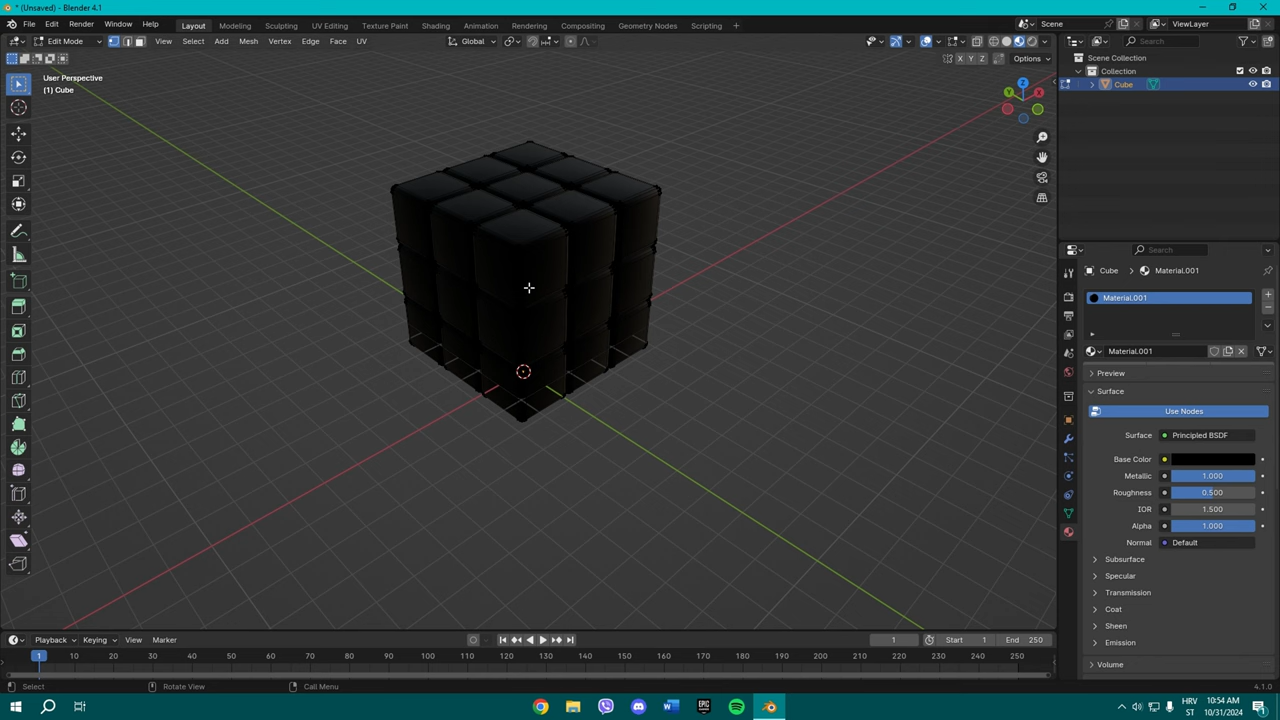 * (Unsaved) - Blender 4.1
File Edit Render Window Help
Layout Modeling Sculpting UV Editing Texture Paint Shading Animation Rendering Compositing Geometry Nodes Scripting +
Scene
ViewLayer
Edit Mode
View Select Add Mesh Vertex Edge Face UV
Global
Search
X Y Z
Options
User Perspective
(1) Cube
Z
Y
X
Scene Collection
Collection
Cube
Search
Cube
Material.001
Material.001
Material.001
Preview
Surface
Use Nodes
Surface
Principled BSDF
Base Color
Metallic 1.000
Roughness 0.500
IOR 1.500
Alpha 1.000
Normal Default
Subsurface
Specular
Transmission
Coat
Sheen
Emission
Volume
Playback Keying View Marker
1
Start 1
End 250
1 10 20 30 40 50 60 70 80 90 100 110 120 130 140 150 160 170 180 190 200 210 220 230 240 250
Select
Rotate View
Call Menu
4.1.0
W
EPIC GAMES
HRV
ST
10:54 AM
10/31/2024
1